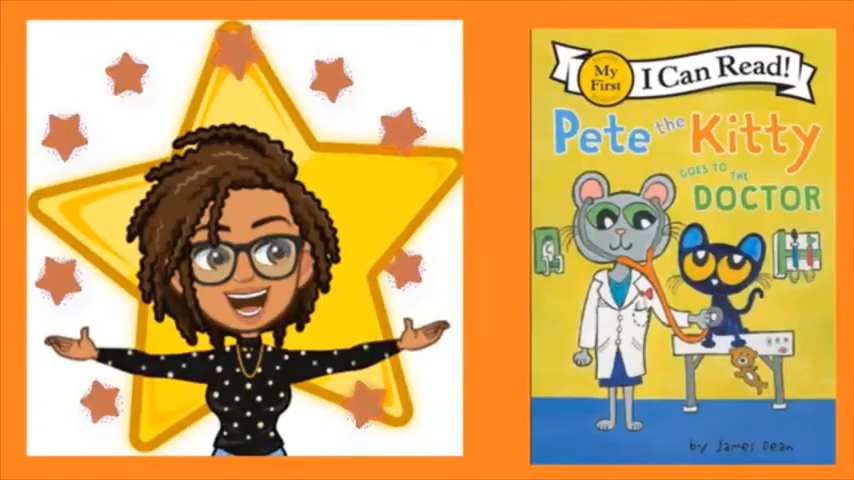 My
First
I Can Read!
Pete the Kitty
GOES TO THE
DOCTOR
by James Dean